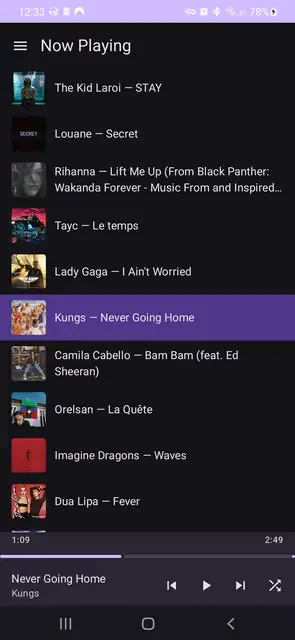 12:33
78%
Now Playing
The Kid Laroi — STAY
SECRET
Louane — Secret
Rihanna — Lift Me Up (From Black Panther:
Wakanda Forever - Music From and Inspired...
Tayc — Le temps
Lady Gaga — I Ain't Worried
Kungs — Never Going Home
Camila Cabello — Bam Bam (feat. Ed
Sheeran)
Orelsan — La Quête
Imagine Dragons — Waves
Dua Lipa — Fever
1:09
2:49
Never Going Home
Kungs